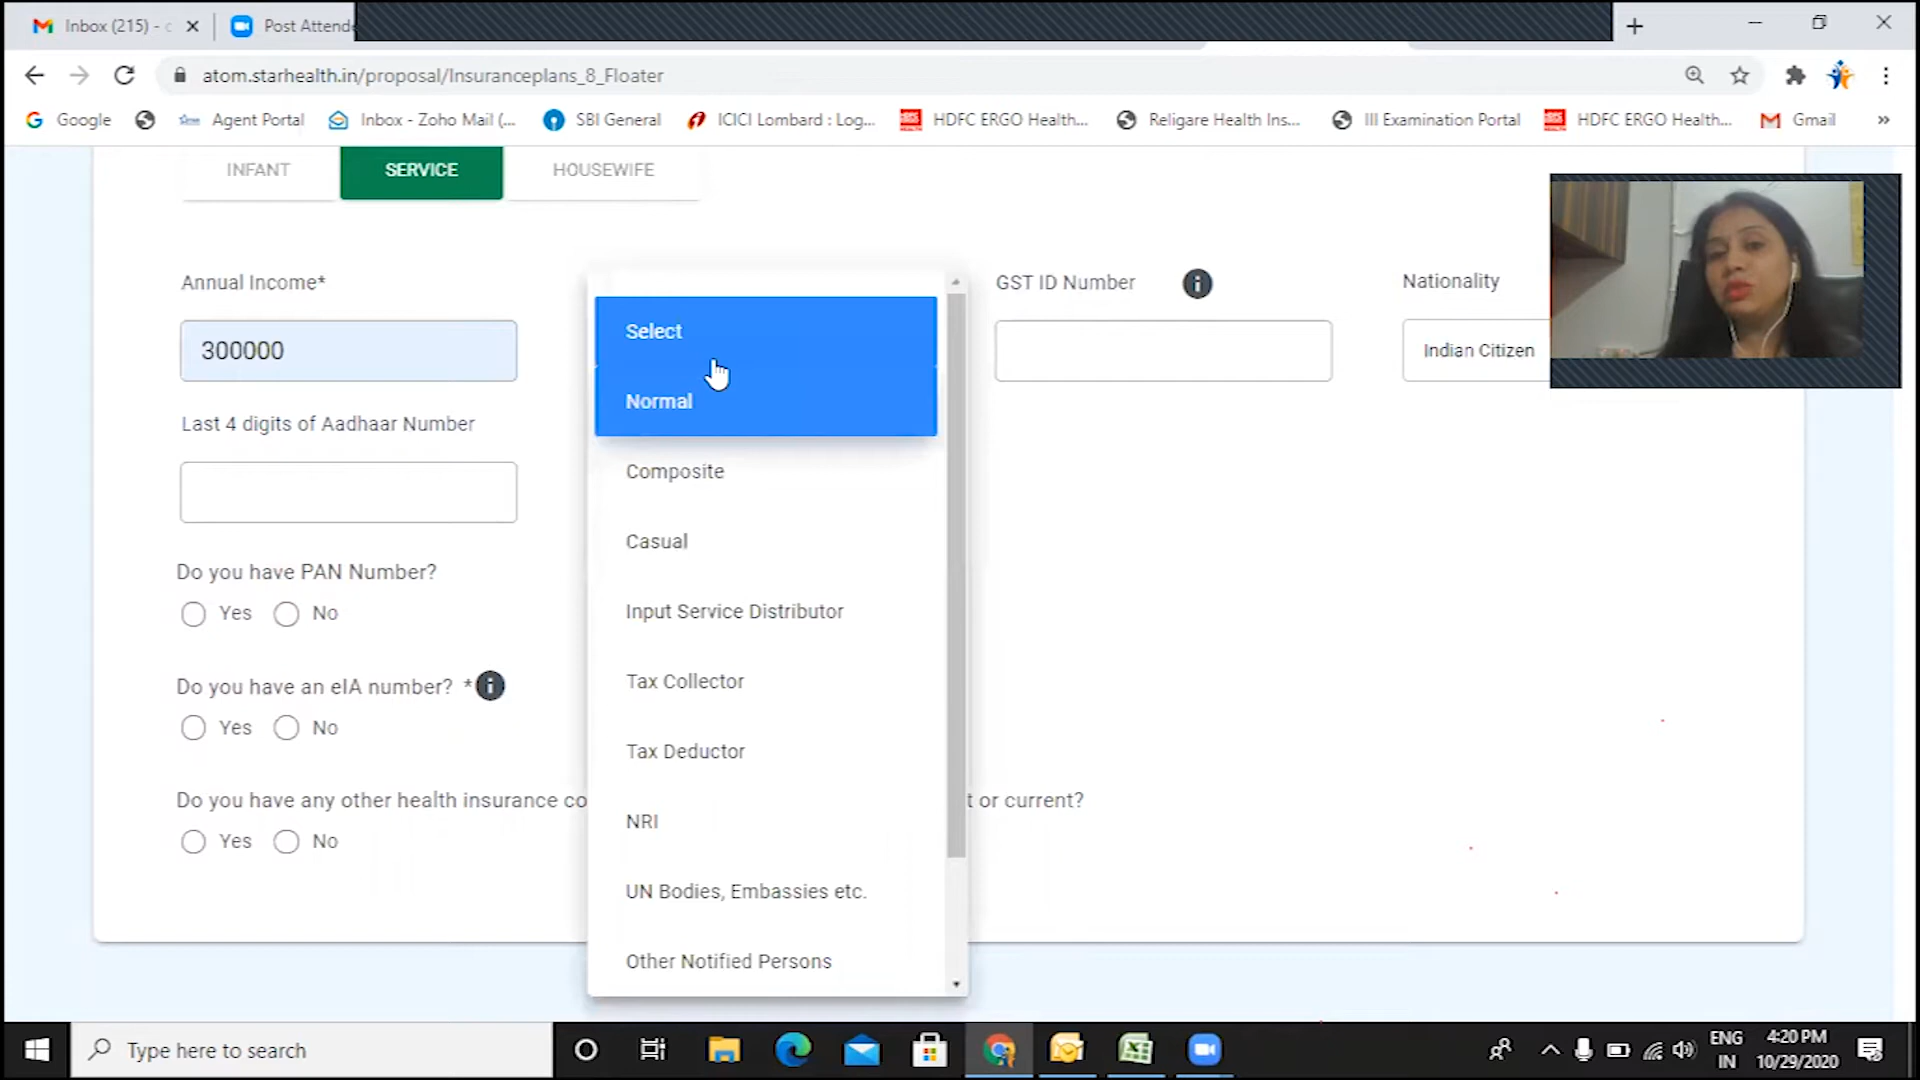 Inbox (215) - c
Post Attende
atom.starhealth.in/proposal/Insuranceplans_8_Floater
Google
Agent Portal
Inbox - Zoho Mail (...
SBI General
ICICI Lombard : Log...
HDFC ERGO Health...
Religare Health Ins...
III Examination Portal
HDFC ERGO Health...
Gmail
»
INFANT
SERVICE
HOUSEWIFE
Annual Income*
GST ID Number
Nationality
300000
Indian Citizen
Last 4 digits of Aadhaar Number
Select
Normal
Composite
Casual
Input Service Distributor
Tax Collector
Tax Deductor
NRI
UN Bodies, Embassies etc.
Other Notified Persons
Do you have PAN Number?
Yes No
Do you have an eIA number? *
Yes No
Do you have any other health insurance co
t or current?
Yes No
Type here to search
ENG
IN
4:20 PM
10/29/2020